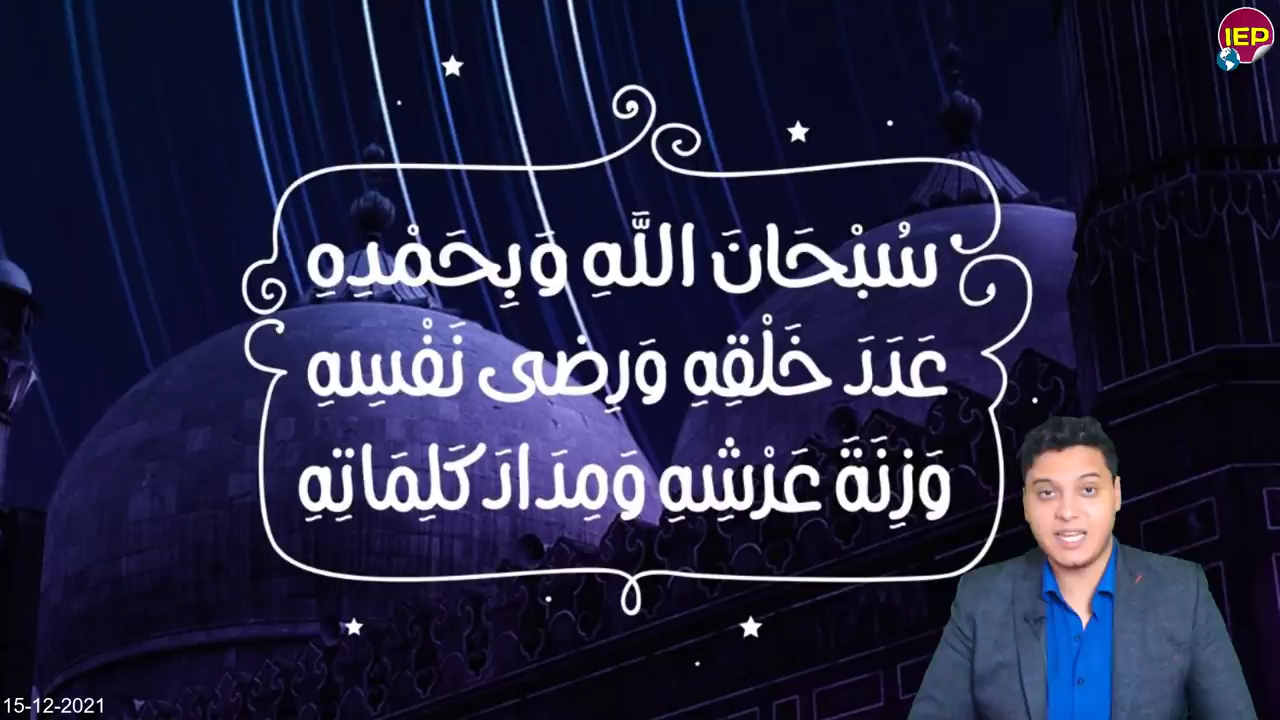 IEP
سُبْحَانَ اللَّهِ وَبِحَمْدِهِ
عَدَدَ خَلْقِهِ وَرِضَى نَفْسِهِ
وَزِنَةَ عَرْشِهِ وَمِدَادَ كَلِمَاتِهِ
15-12-2021